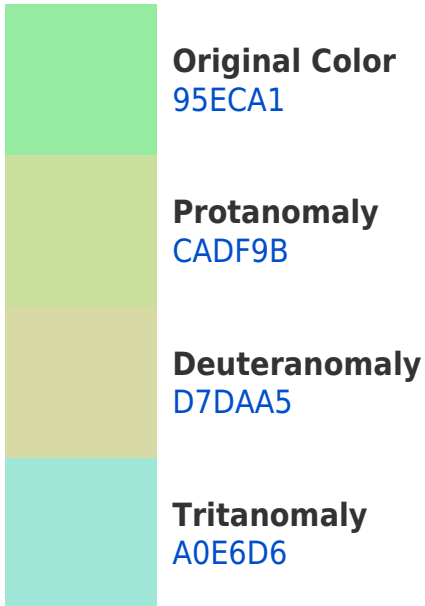 Original Color
95ECA1
Protanomaly
CADF9B
Deuteranomaly
D7DAA5
Tritanomaly
A0E6D6